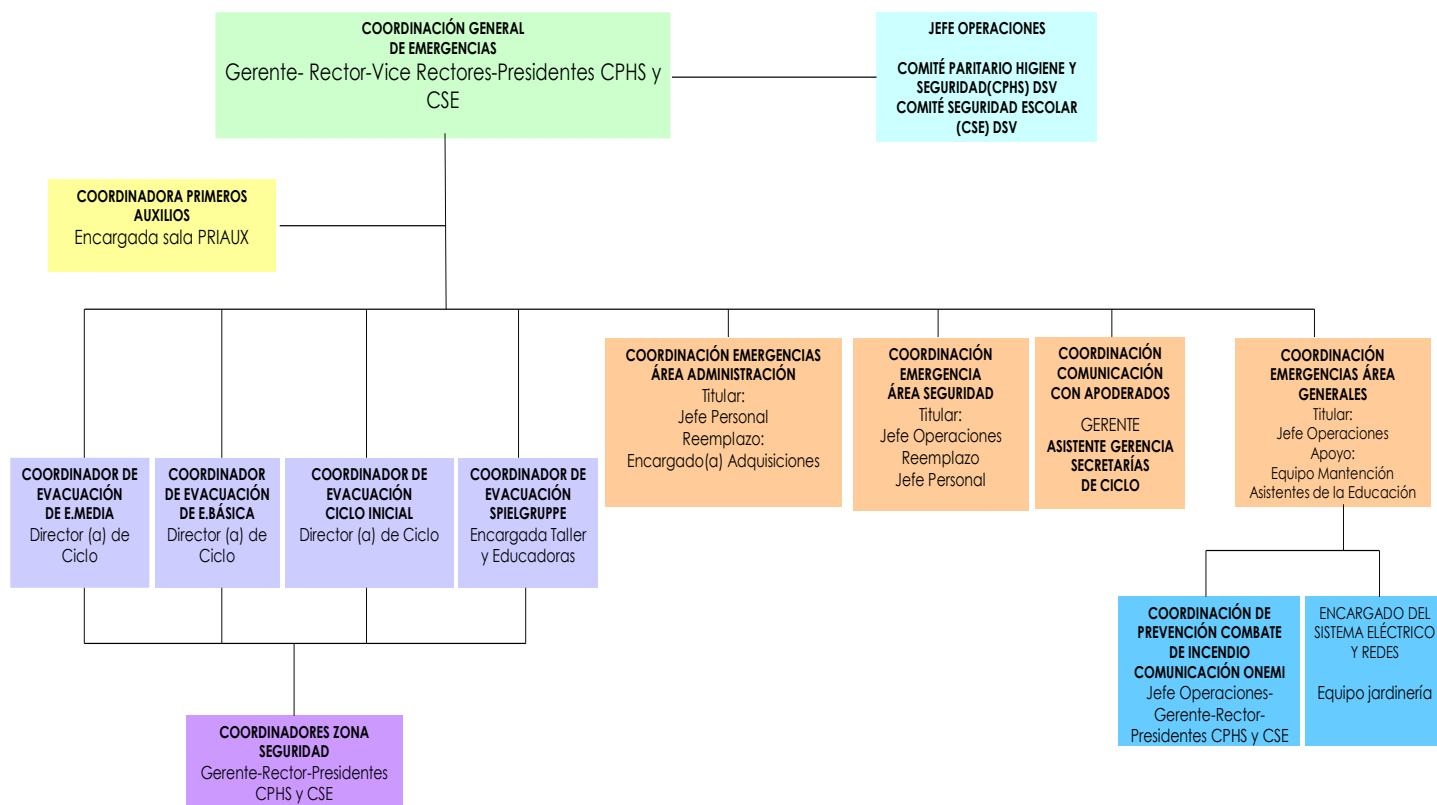 COORDINACIÓN GENERAL
DE EMERGENCIAS
Gerente- Rector-Vice Rectores-Presidentes CPHS y
CSE
JEFE OPERACIONES
COMITÉ PARITARIO HIGIENE Y
SEGURIDAD(CPHS) DSV
COMITÉ SEGURIDAD ESCOLAR
(CSE) DSV
COORDINADORA PRIMEROS
AUXILIOS
Encargada sala PRIAUX
COORDINACIÓN EMERGENCIAS
ÁREA ADMINISTRACIÓN
Titular:
Jefe Personal
Reemplazo:
Encargado(a) Adquisiciones
COORDINACIÓN
EMERGENCIA
ÁREA SEGURIDAD
Titular:
Jefe Operaciones
Reemplazo
Jefe Personal
COORDINACIÓN
COMUNICACIÓN
CON APODERADOS
GERENTE
ASISTENTE GERENCIA
SECRETARÍAS
DE CICLO
COORDINACIÓN
EMERGENCIAS ÁREA
GENERALES
Titular:
Jefe Operaciones
Apoyo:
Equipo Mantención
Asistentes de la Educación
COORDINADOR DE
EVACUACIÓN
DE E.MEDIA
Director (a) de
Ciclo
COORDINADOR
DE EVACUACIÓN
DE E.BÁSICA
Director (a) de
Ciclo
COORDINADOR DE
EVACUACIÓN
CICLO INICIAL
Director (a) de Ciclo
COORDINADOR DE
EVACUACIÓN
SPIELGRUPPE
Encargada Taller
y Educadoras
COORDINACIÓN DE
PREVENCIÓN COMBATE
DE INCENDIO
COMUNICACIÓN ONEMI
Jefe Operaciones-
Gerente-Rector-
Presidentes CPHS y CSE
ENCARGADO DEL
SISTEMA ELÉCTRICO
Y REDES
Equipo jardinería
COORDINADORES ZONA
SEGURIDAD
Gerente-Rector-Presidentes
CPHS y CSE